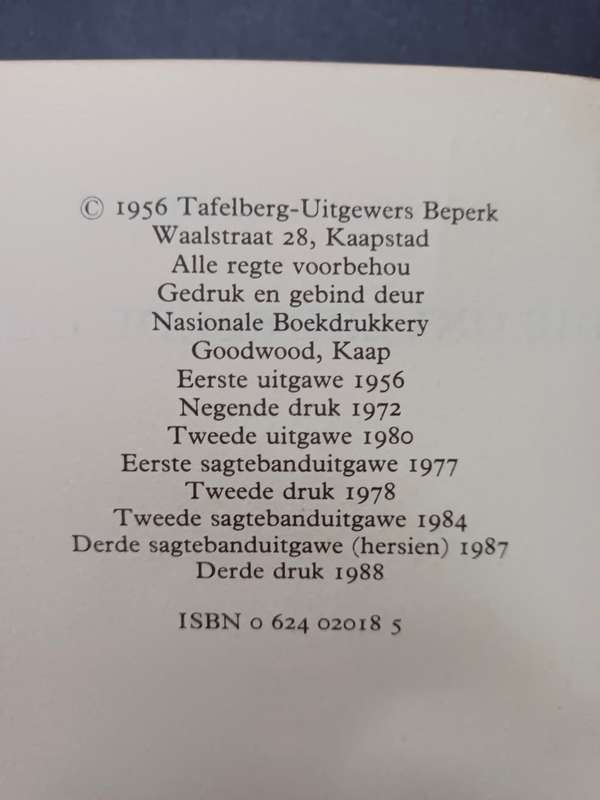 © 1956 Tafelberg-Uitgewers Beperk
Waalstraat 28, Kaapstad
Alle regte voorbehou
Gedruk en gebind deur
Nasionale Boekdrukkery
Goodwood, Kaap
Eerste uitgawe 1956
Negende druk 1972
Tweede uitgawe 1980
Eerste sagtebanduitgawe 1977
Tweede druk 1978
Tweede sagtebanduitgawe 1984
Derde sagtebanduitgawe (hersien) 1987
Derde druk 1988
ISBN 0 624 02018 5